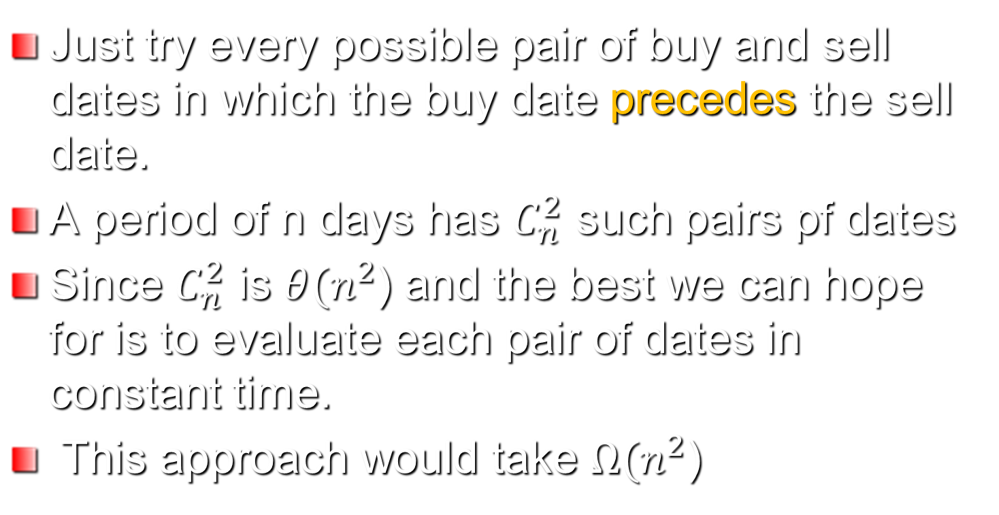 Just try every possible pair of buy and sell
dates in which the buy date precedes the sell
date.
A period of n days has C_n^2 such pairs pf dates
Since C_n^2 is θ(n^2) and the best we can hope
for is to evaluate each pair of dates in
constant time.
This approach would take Ω(n^2)